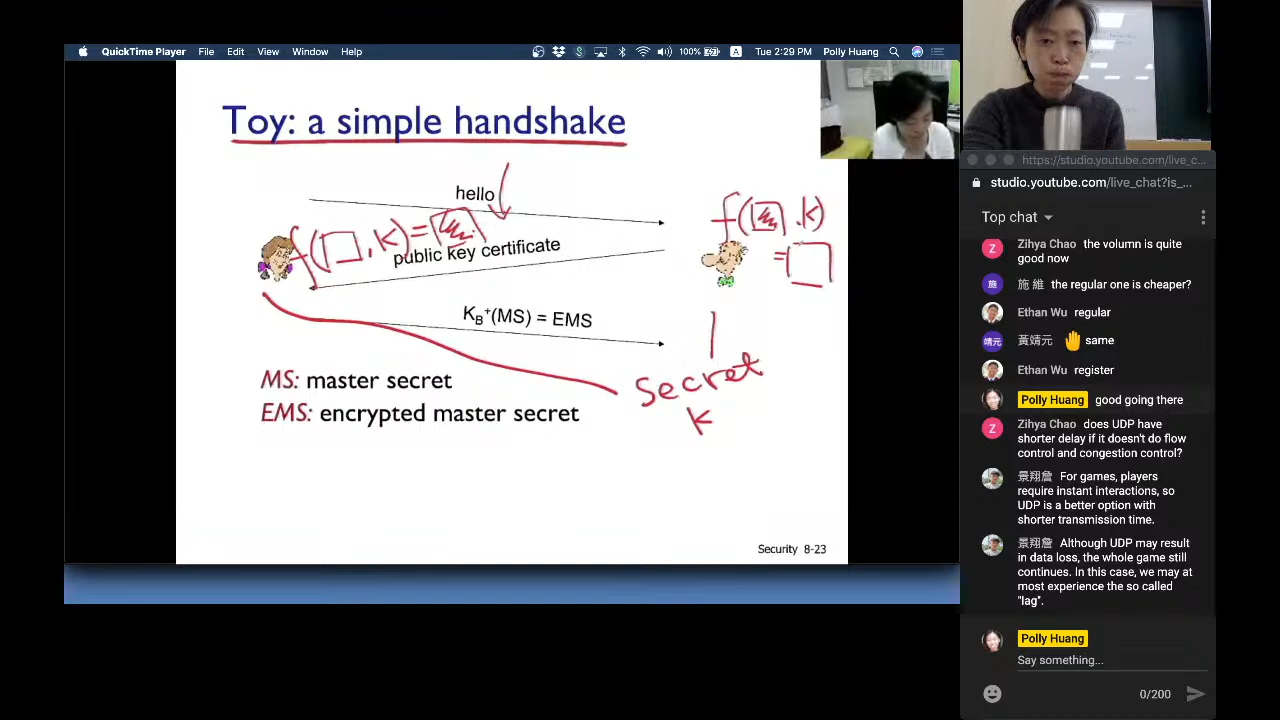 QuickTime Player File Edit View Window Help 100% A Tue 2:29 PM Polly Huang
Toy: a simple handshake
hello
f(□,k)=
public key certificate
f( ,k)
=□
K_B^+(MS) = EMS
MS: master secret
EMS: encrypted master secret
secret
k
Security 8-23
https://studio.youtube.com/live_c...
studio.youtube.com/live_chat?is_...
Top chat
Z Zihya Chao the volumn is quite
good now
施 施 維 the regular one is cheaper?
Ethan Wu regular
靖元 黃靖元 same
Ethan Wu register
Polly Huang good going there
Z Zihya Chao does UDP have
shorter delay if it doesn't do flow
control and congestion control?
景翔詹 For games, players
require instant interactions, so
UDP is a better option with
shorter transmission time.
景翔詹 Although UDP may result
in data loss, the whole game still
continues. In this case, we may at
most experience the so called
"lag".
Polly Huang
Say something...
0/200